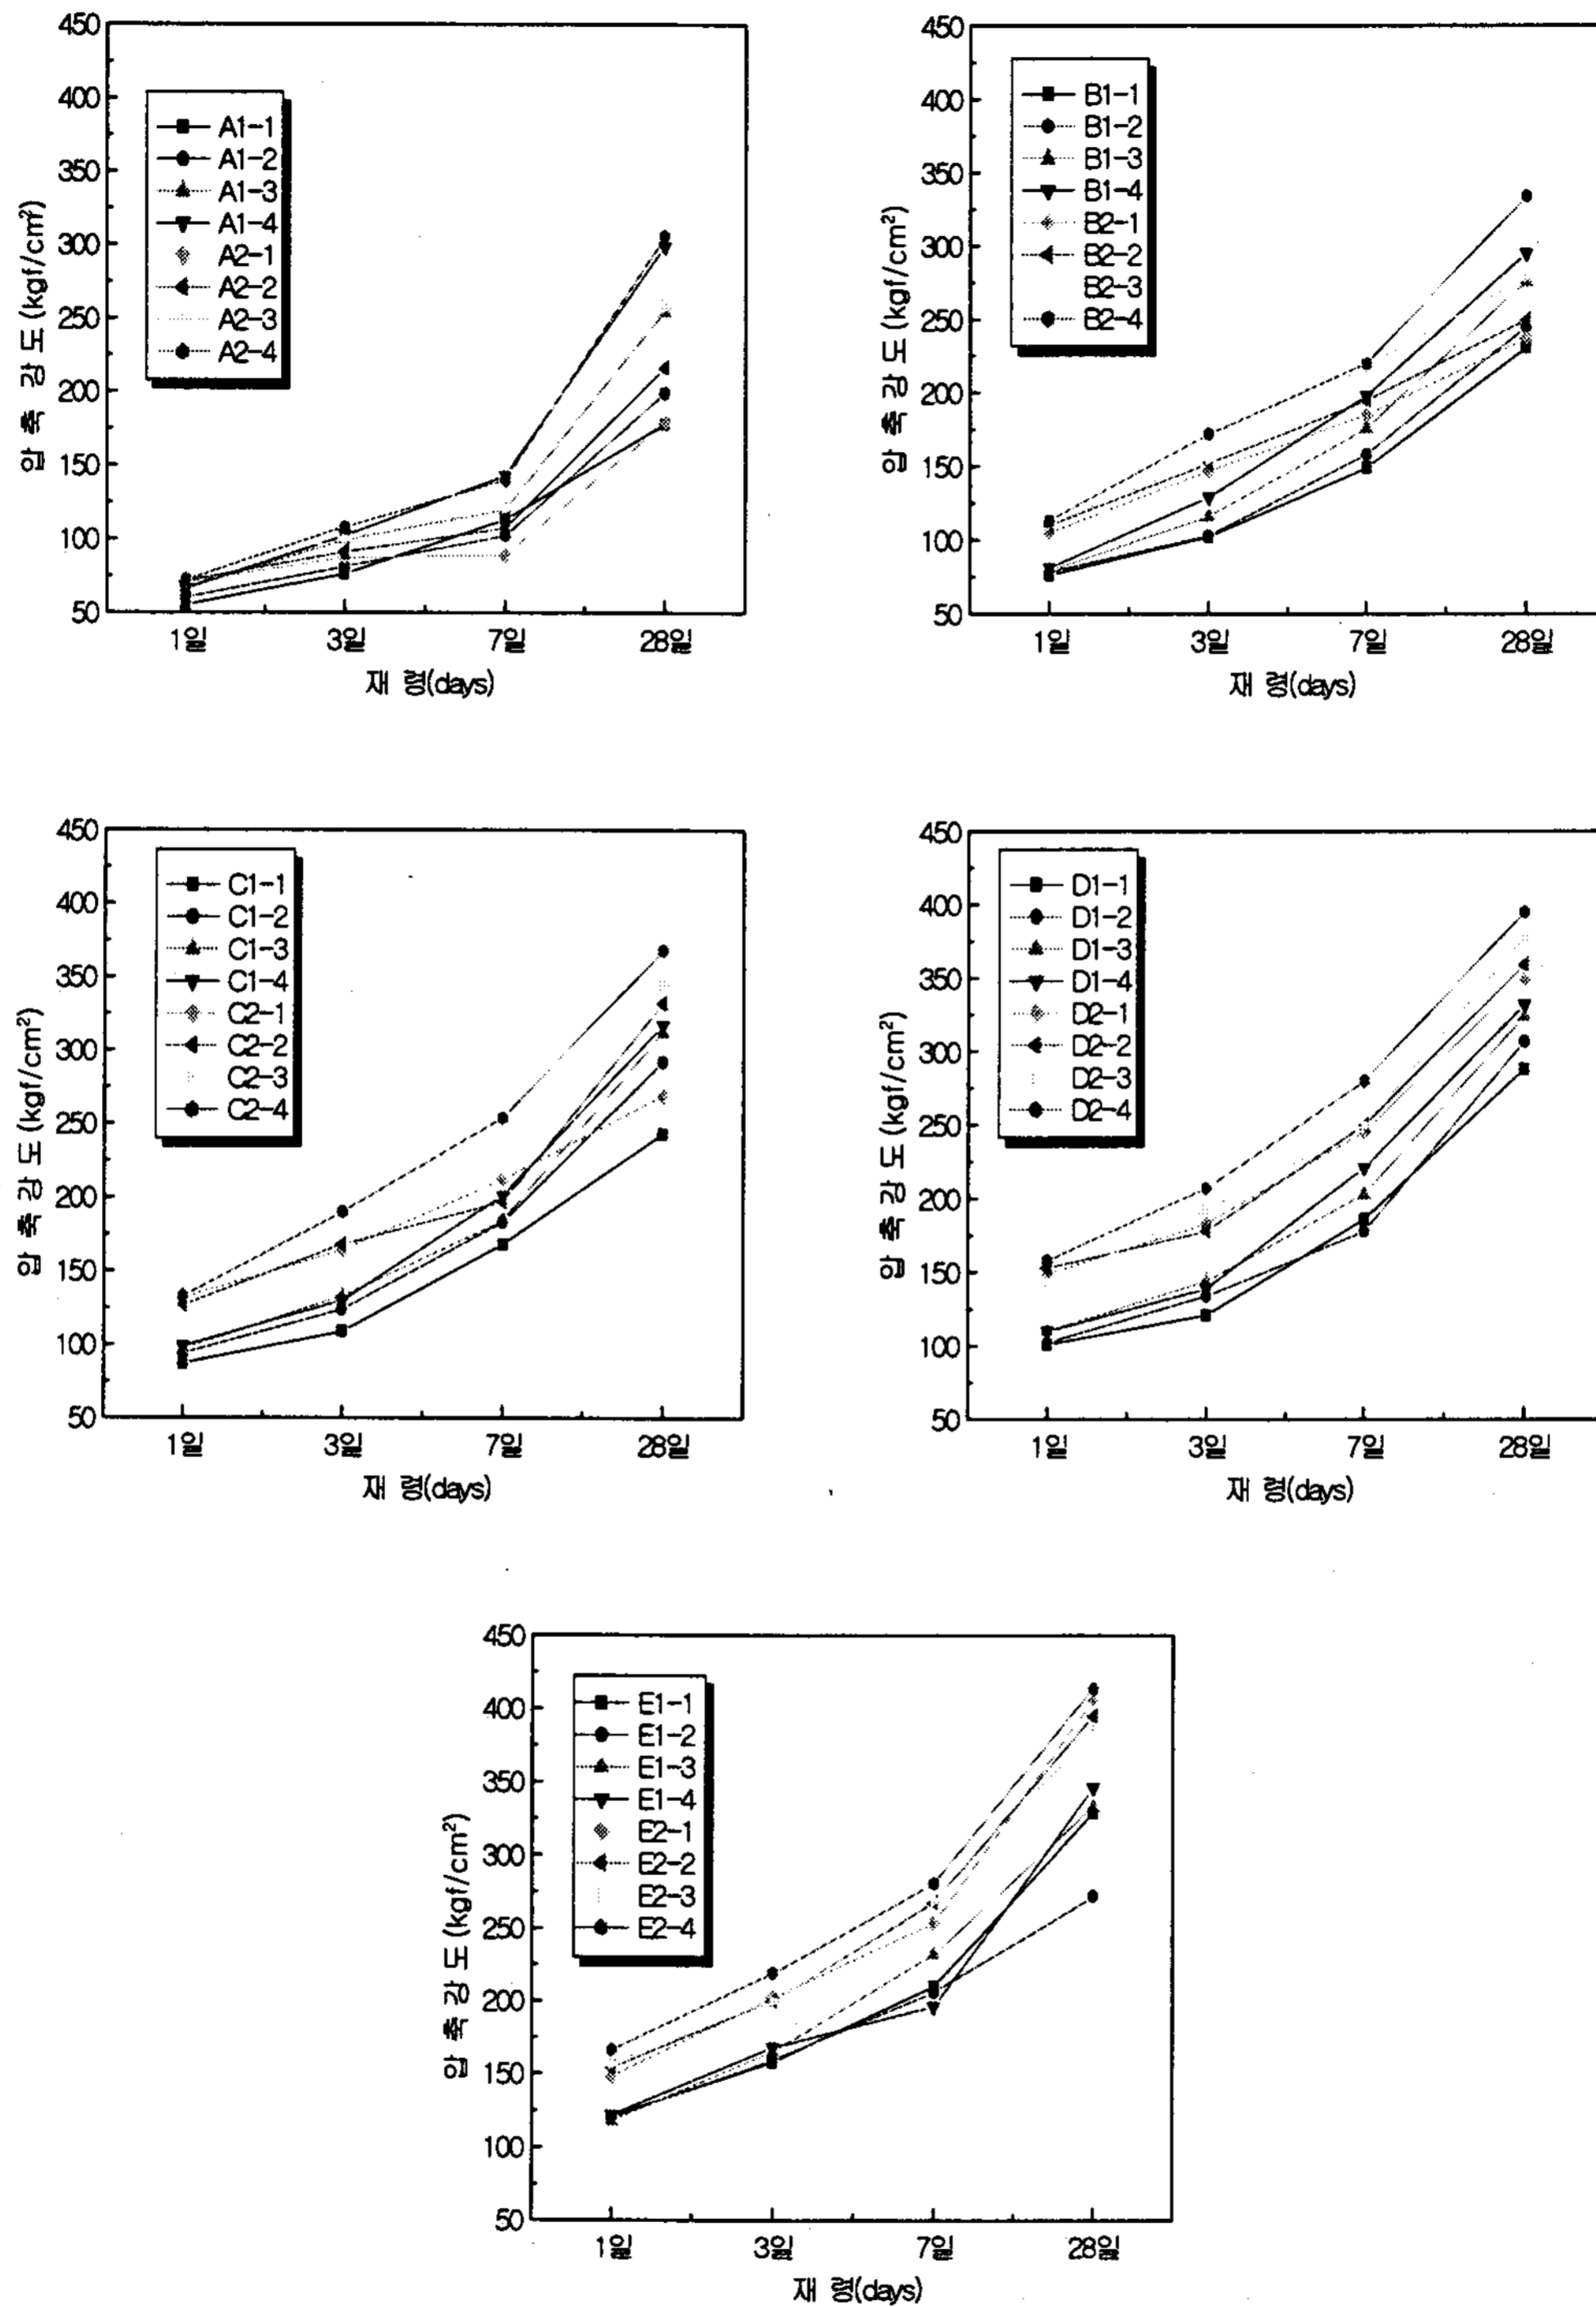 450
400
350
300
250
200
150
100
50
압 축 강 도 (kgf/cm²)
A1-1
A1-2
A1-3
A1-4
A2-1
A2-2
A2-3
A2-4
1일 3일 7일 28일
재 령(days)
450
400
350
300
250
200
150
100
50
압 축 강 도 (kgf/cm²)
B1-1
B1-2
B1-3
B1-4
B2-1
B2-2
B2-3
B2-4
1일 3일 7일 28일
재 령(days)
450
400
350
300
250
200
150
100
50
압 축 강 도 (kgf/cm²)
C1-1
C1-2
C1-3
C1-4
C2-1
C2-2
C2-3
C2-4
1일 3일 7일 28일
재 령(days)
450
400
350
300
250
200
150
100
50
압 축 강 도 (kgf/cm²)
D1-1
D1-2
D1-3
D1-4
D2-1
D2-2
D2-3
D2-4
1일 3일 7일 28일
재 령(days)
450
400
350
300
250
200
150
100
50
압 축 강 도 (kgf/cm²)
E1-1
E1-2
E1-3
E1-4
E2-1
E2-2
E2-3
E2-4
1일 3일 7일 28일
재 령(days)